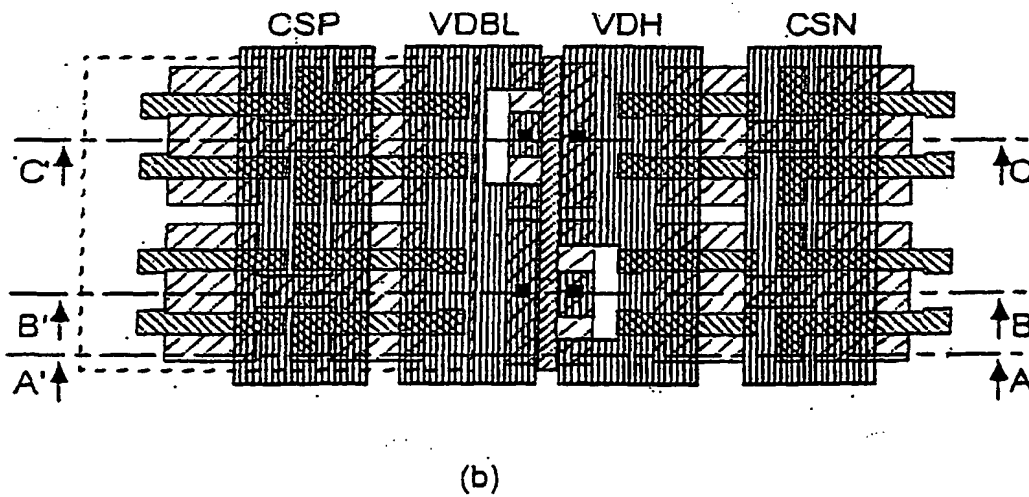 CSP VDBL VDH CSN
C' C
B' B
A' A
(b)